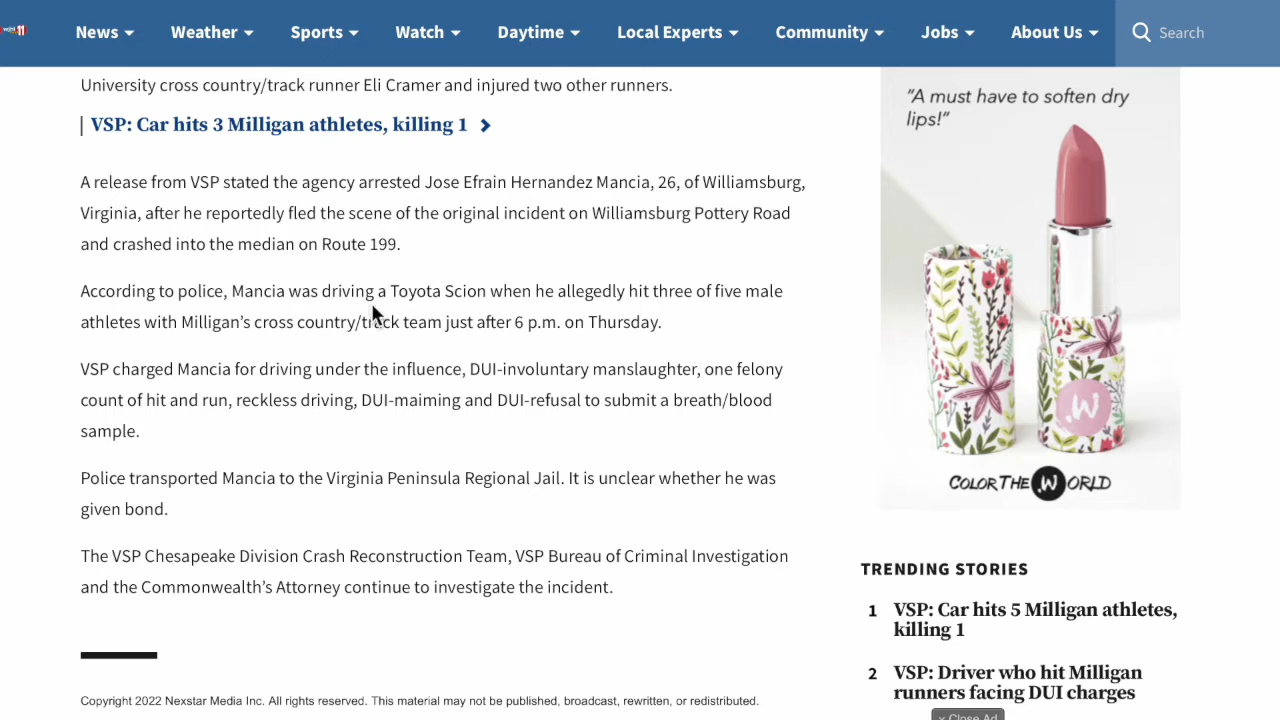 News
Weather
Sports
Watch
Daytime
Local Experts
Community
Jobs
About Us
Search
University cross country/track runner Eli Cramer and injured two other runners.
VSP: Car hits 3 Milligan athletes, killing 1
A release from VSP stated the agency arrested Jose Efrain Hernandez Mancia, 26, of Williamsburg,
Virginia, after he reportedly fled the scene of the original incident on Williamsburg Pottery Road
and crashed into the median on Route 199.
According to police, Mancia was driving a Toyota Scion when he allegedly hit three of five male
athletes with Milligan’s cross country/track team just after 6 p.m. on Thursday.
VSP charged Mancia for driving under the influence, DUI-involuntary manslaughter, one felony
count of hit and run, reckless driving, DUI-maiming and DUI-refusal to submit a breath/blood
sample.
Police transported Mancia to the Virginia Peninsula Regional Jail. It is unclear whether he was
given bond.
The VSP Chesapeake Division Crash Reconstruction Team, VSP Bureau of Criminal Investigation
and the Commonwealth’s Attorney continue to investigate the incident.
Copyright 2022 Nexstar Media Inc. All rights reserved. This material may not be published, broadcast, rewritten, or redistributed.
“A must have to soften dry
lips!”
.W
COLOR THE .WORLD
TRENDING STORIES
1 VSP: Car hits 5 Milligan athletes,
killing 1
2 VSP: Driver who hit Milligan
runners facing DUI charges
× Close Ad